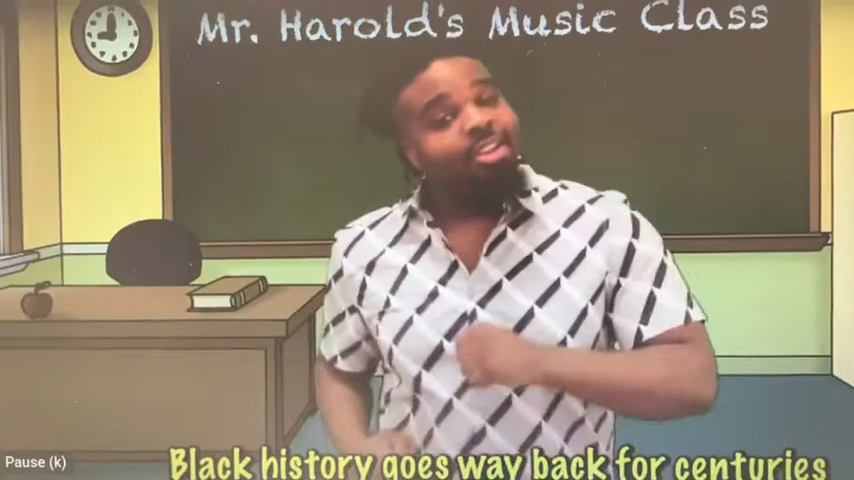 Mr. Harold's Music Class
Pause (k)
Black history goes way back for centuries